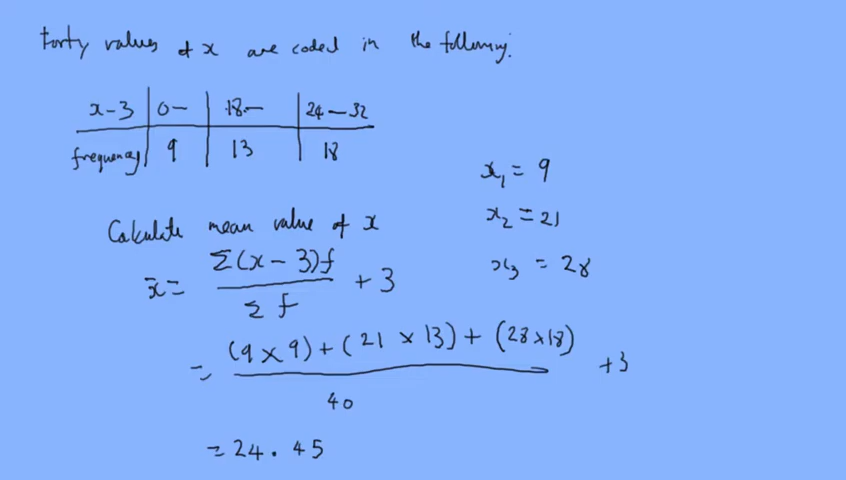 Forty values of x are coded in the following.
x-3 | 0- | 18- | 24-32
frequency | 9 | 13 | 18
x₁ = 9
x₂ = 21
x₃ = 28
Calculate mean value of x
x̄ = Σ(x-3)f / Σf + 3
= (9×9)+(21×13)+(28×18) / 40 +3
= 24.45